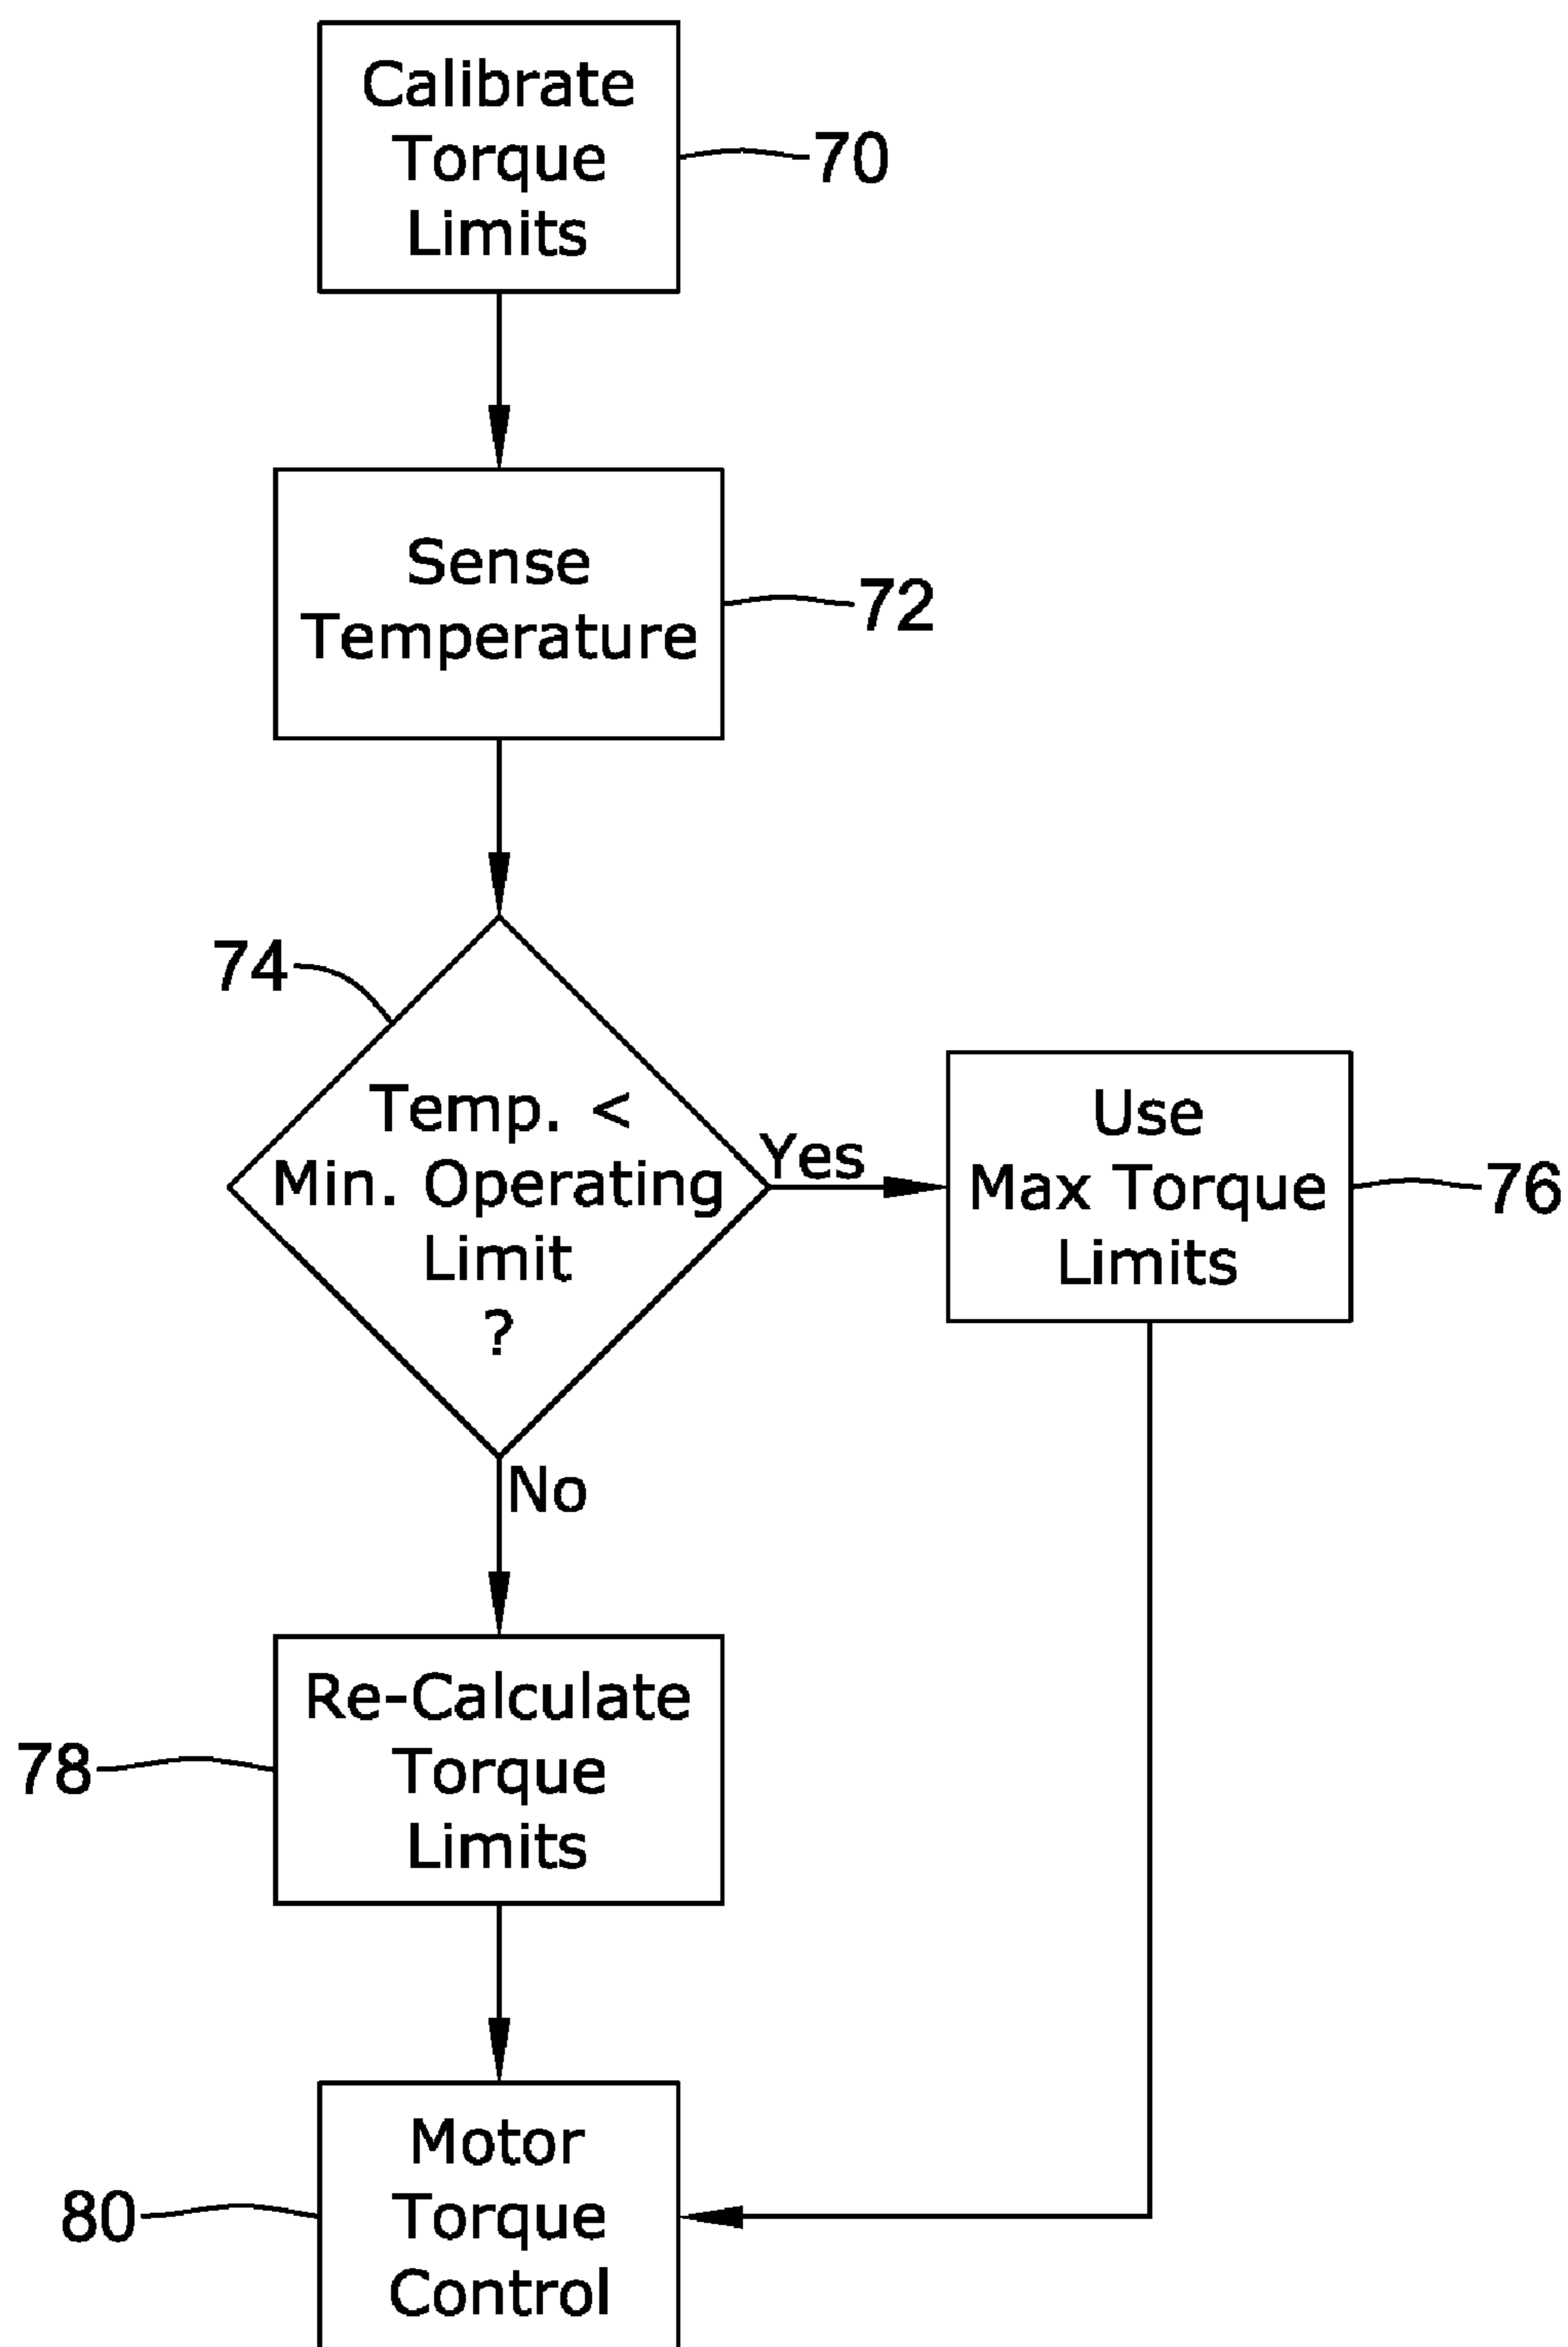 Calibrate
Torque
Limits
70
Sense
Temperature
72
74
Temp. <
Min. Operating
Limit
?
Yes
Use
Max Torque
Limits
76
No
Re-Calculate
Torque
Limits
78
Motor
Torque
Control
80